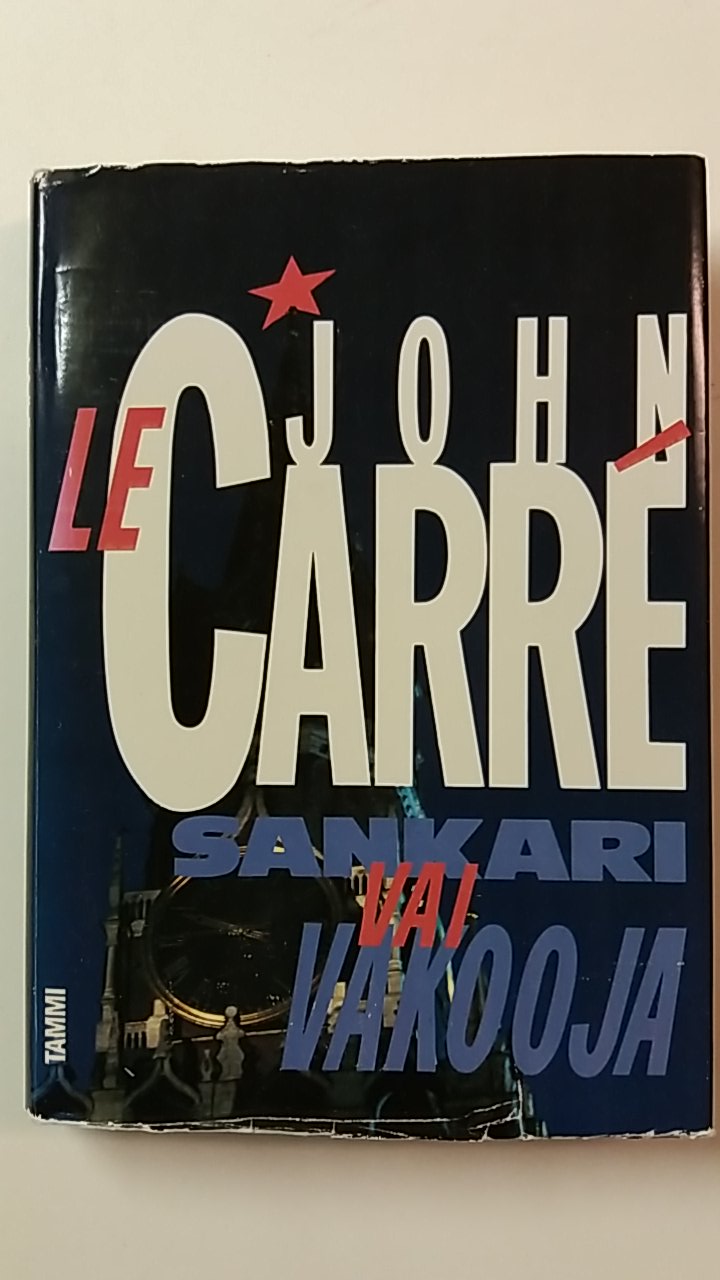 JOHN
LE CARRÉ
SANKARI
VAI
VAKOOJA
TAMMI